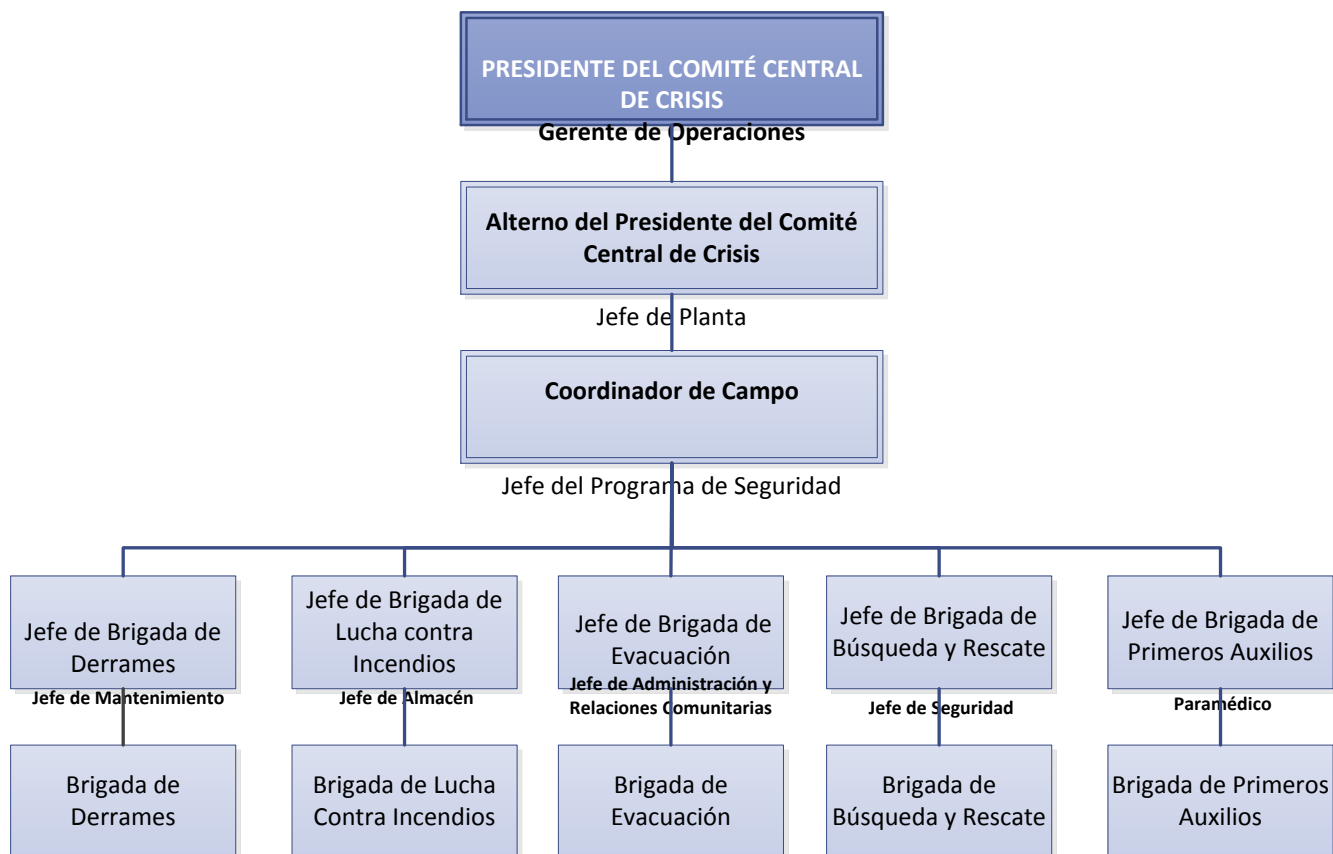 PRESIDENTE DEL COMITÉ CENTRAL
DE CRISIS
Gerente de Operaciones
Alterno del Presidente del Comité
Central de Crisis
Jefe de Planta
Coordinador de Campo
Jefe del Programa de Seguridad
Jefe de Brigada de
Derrames
Jefe de Mantenimiento
Jefe de Brigada de
Lucha contra
Incendios
Jefe de Almacén
Jefe de Brigada de
Evacuación
Jefe de Administración y
Relaciones Comunitarias
Jefe de Brigada de
Búsqueda y Rescate
Jefe de Seguridad
Jefe de Brigada de
Primeros Auxilios
Paramédico
Brigada de
Derrames
Brigada de Lucha
Contra Incendios
Brigada de
Evacuación
Brigada de
Búsqueda y Rescate
Brigada de Primeros
Auxilios